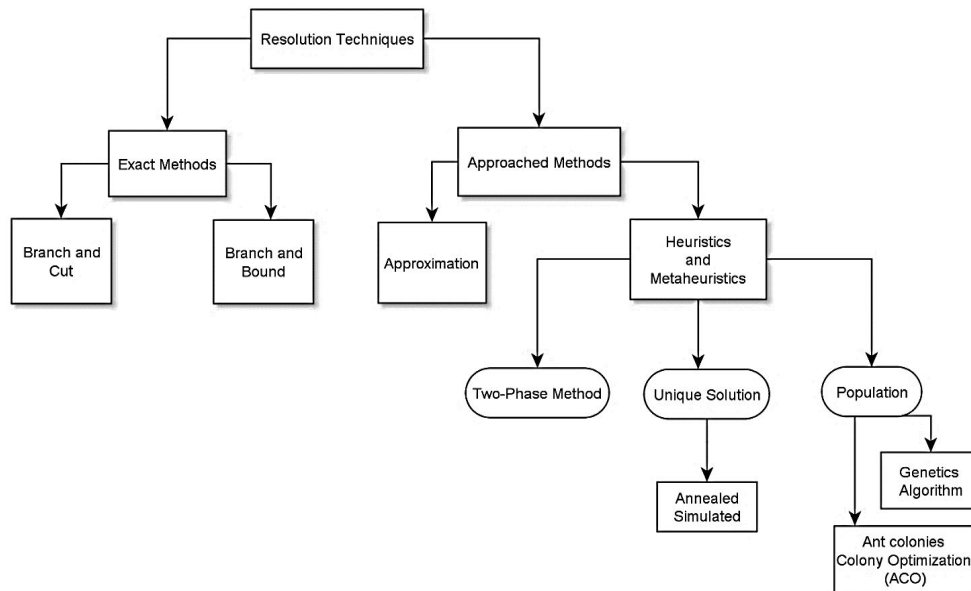 Resolution Techniques
Exact Methods
Approached Methods
Branch and
Cut
Branch and
Bound
Approximation
Heuristics
and
Metaheuristics
Two-Phase Method
Unique Solution
Population
Annealed
Simulated
Genetics
Algorithm
Ant colonies
Colony Optimization
(ACO)